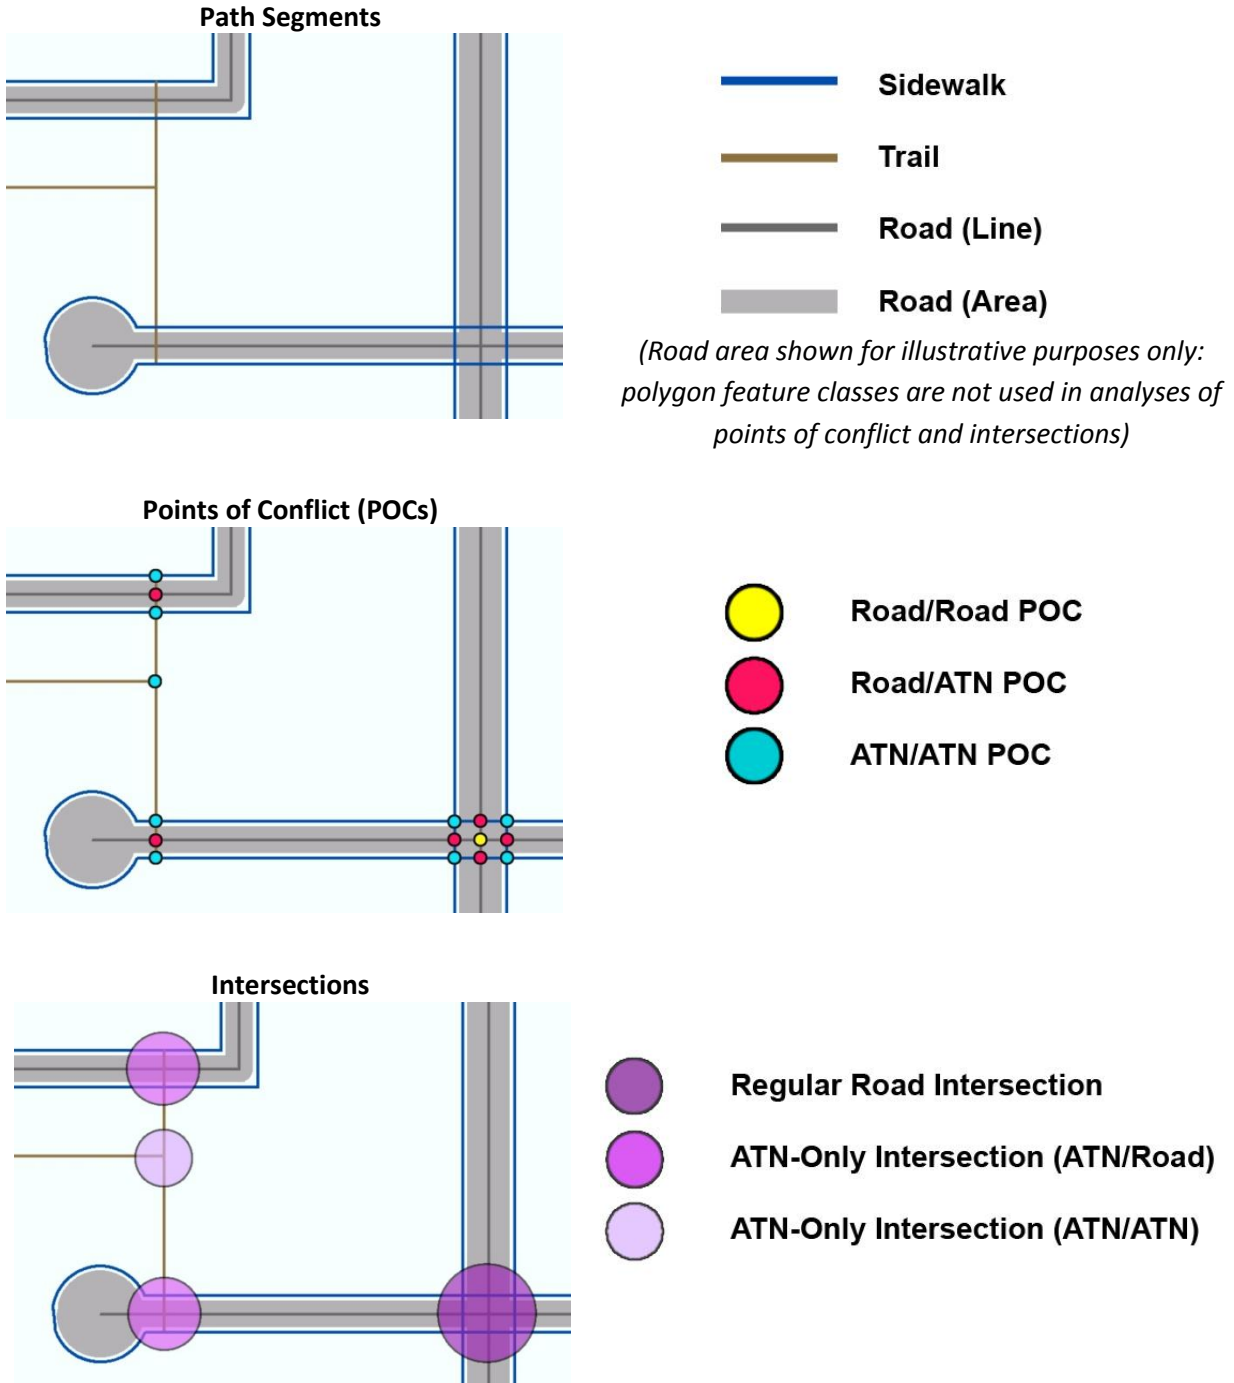 Path Segments
Sidewalk
Trail
Road (Line)
Road (Area)
(Road area shown for illustrative purposes only:
polygon feature classes are not used in analyses of
points of conflict and intersections)
Points of Conflict (POCs)
Road/Road POC
Road/ATN POC
ATN/ATN POC
Intersections
Regular Road Intersection
ATN-Only Intersection (ATN/Road)
ATN-Only Intersection (ATN/ATN)